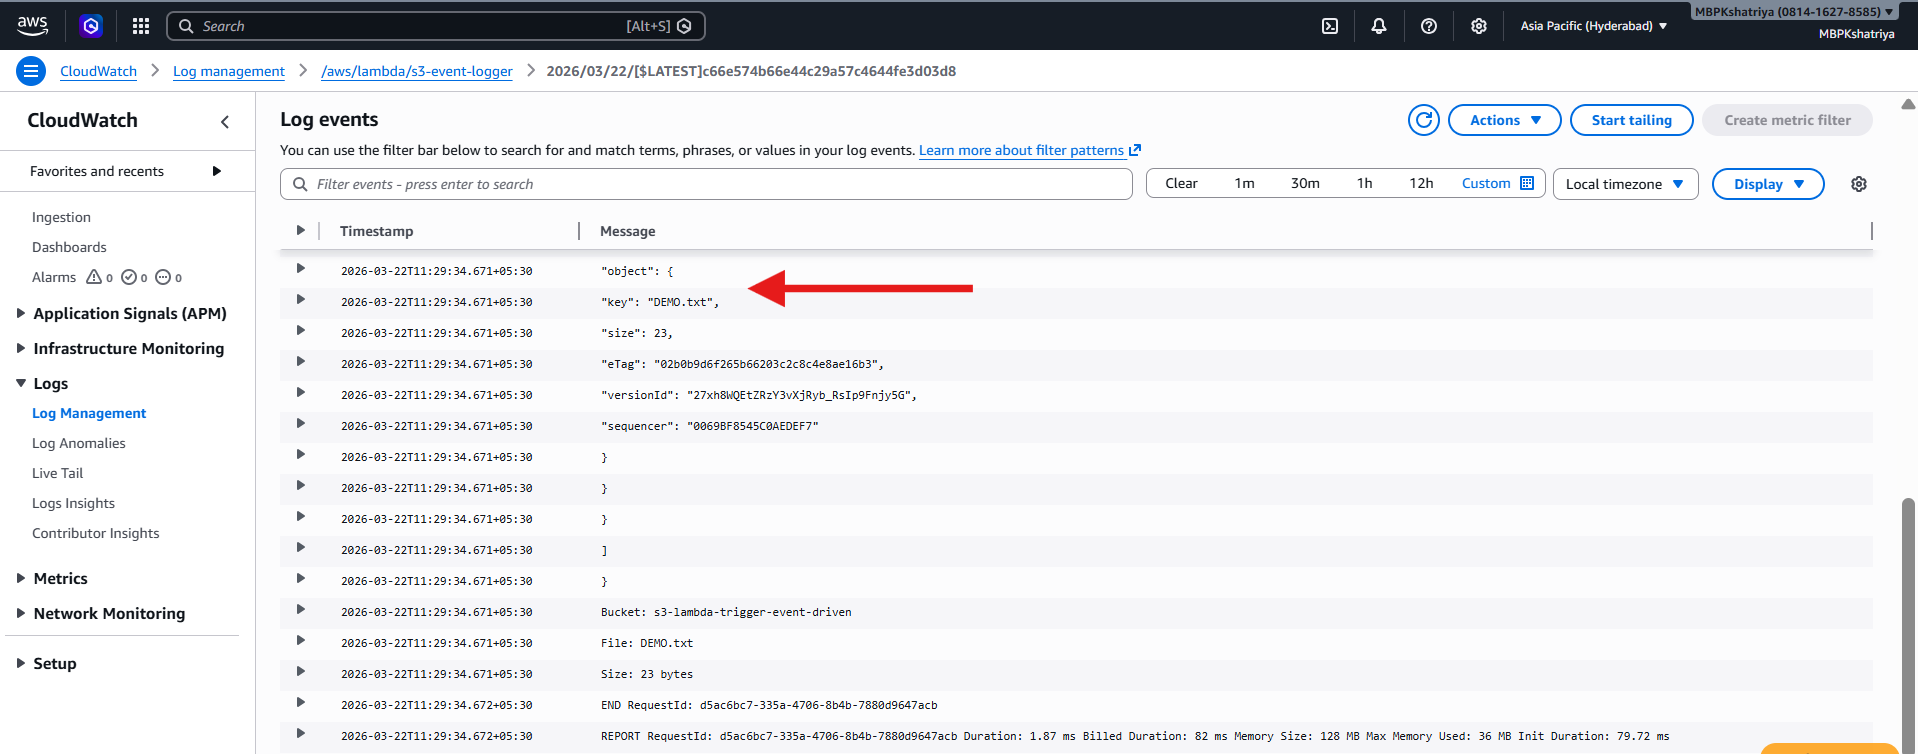 aws
Search
[Alt+S]
Asia Pacific (Hyderabad)
MBPKshatriya (0814-1627-8585)
MBPKshatriya
CloudWatch
Log management
/aws/lambda/s3-event-logger
2026/03/22/[$LATEST]c66e574b66e44c29a57c4644fe3d03d8
CloudWatch
Favorites and recents
Ingestion
Dashboards
Alarms 0 0 0
Application Signals (APM)
Infrastructure Monitoring
Logs
Log Management
Log Anomalies
Live Tail
Logs Insights
Contributor Insights
Metrics
Network Monitoring
Setup
Log events
Actions
Start tailing
Create metric filter
You can use the filter bar below to search for and match terms, phrases, or values in your log events. Learn more about filter patterns
Filter events - press enter to search
Clear 1m 30m 1h 12h Custom
Local timezone
Display
Timestamp Message
2026-03-22T11:29:34.671+05:30 "object": {
2026-03-22T11:29:34.671+05:30 "key": "DEMO.txt",
2026-03-22T11:29:34.671+05:30 "size": 23,
2026-03-22T11:29:34.671+05:30 "eTag": "02b0b9d6f265b66203c2c8c4e8ae16b3",
2026-03-22T11:29:34.671+05:30 "versionId": "27xh8WQEtZRzY3vXjRyb_RsIp9Fnjy5G",
2026-03-22T11:29:34.671+05:30 "sequencer": "0069BF8545C0AEDEF7"
2026-03-22T11:29:34.671+05:30 }
2026-03-22T11:29:34.671+05:30 }
2026-03-22T11:29:34.671+05:30 }
2026-03-22T11:29:34.671+05:30 ]
2026-03-22T11:29:34.671+05:30 }
2026-03-22T11:29:34.671+05:30 Bucket: s3-lambda-trigger-event-driven
2026-03-22T11:29:34.671+05:30 File: DEMO.txt
2026-03-22T11:29:34.671+05:30 Size: 23 bytes
2026-03-22T11:29:34.672+05:30 END RequestId: d5ac6bc7-335a-4706-8b4b-7880d9647acb
2026-03-22T11:29:34.672+05:30 REPORT RequestId: d5ac6bc7-335a-4706-8b4b-7880d9647acb Duration: 1.87 ms Billed Duration: 82 ms Memory Size: 128 MB Max Memory Used: 36 MB Init Duration: 79.72 ms